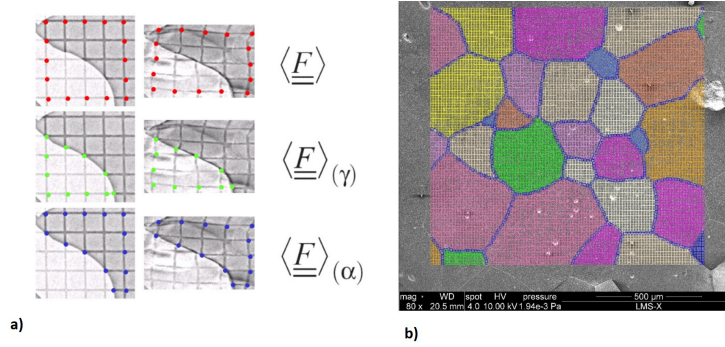 ⟨F⟩
⟨F⟩(γ)
⟨F⟩(α)
a)
mag WD spot HV pressure 500 µm
80 x 20.5 mm 4.0 10.00 kV 1.94e-3 Pa LMS-X
b)